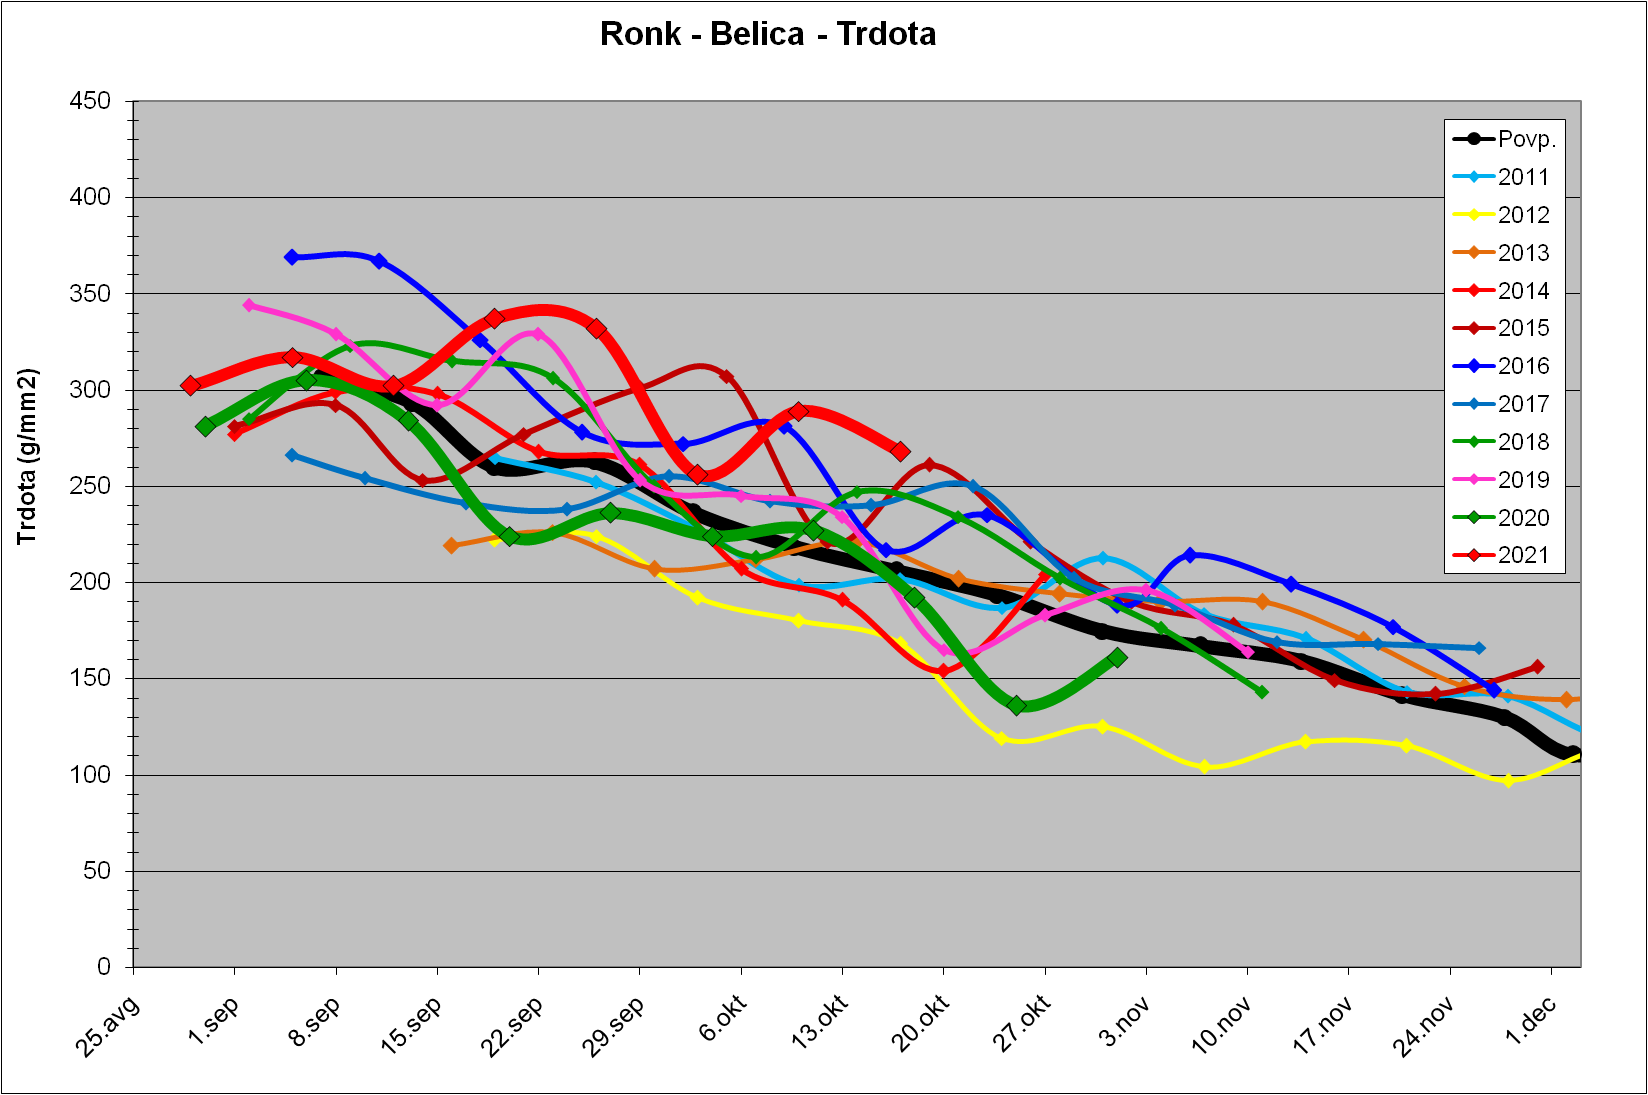 Ronk - Belica - Trdota
Trdota (g/mm2)
450
400
350
300
250
200
150
100
50
0
25.avg
1.sep
8.sep
15.sep
22.sep
29.sep
6.okt
13.okt
20.okt
27.okt
3.nov
10.nov
17.nov
24.nov
1.dec
Povp.
2011
2012
2013
2014
2015
2016
2017
2018
2019
2020
2021